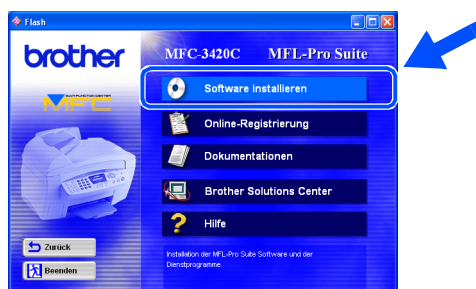 Flash
brother
MFC-3420C MFL-Pro Suite
MFC
Software installieren
Online-Registrierung
Dokumentationen
Brother Solutions Center
Hilfe
Zurück
Beenden
Installation der MFL-Pro Suite Software und der
Dienstprogramme.